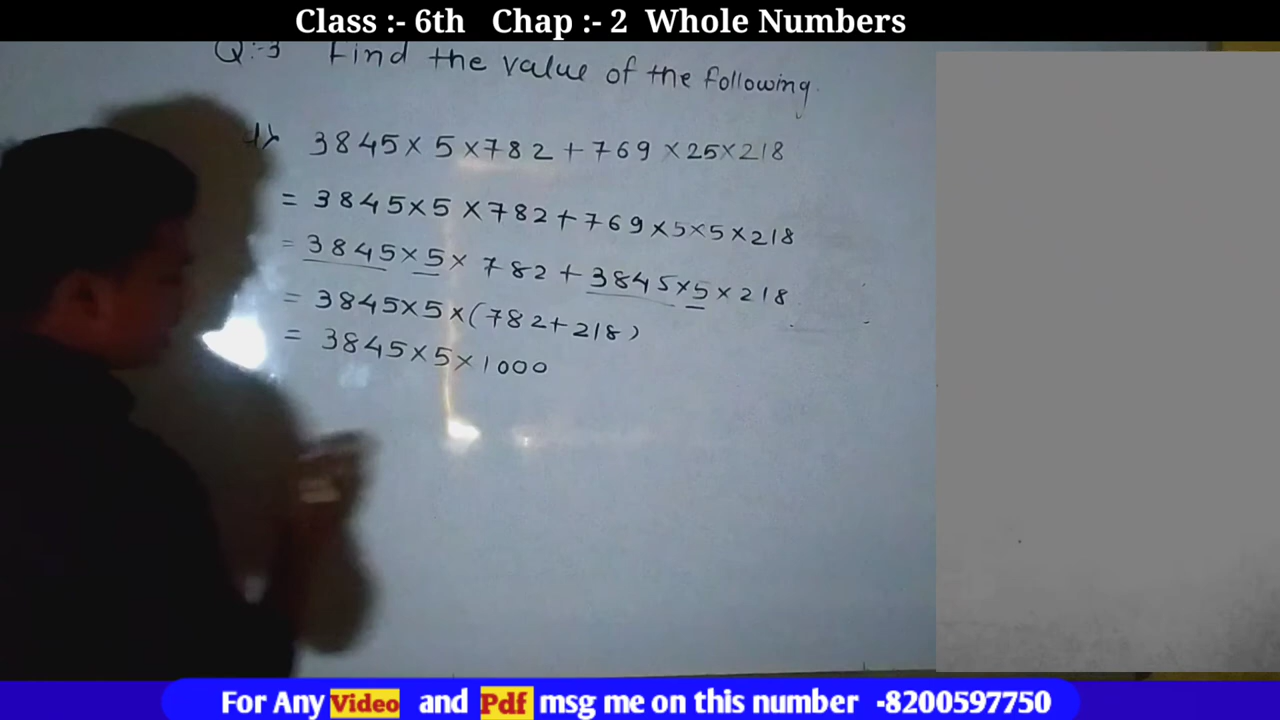 Class :- 6th Chap :- 2 Whole Numbers
Q:-3 Find the value of the following.
3845×5×782+769×25×218
= 3845×5×782+769×5×5×218
= 3845×5×782+3845×5×218
= 3845×5×(782+218)
= 3845×5×1000
For Any Video and Pdf msg me on this number -8200597750